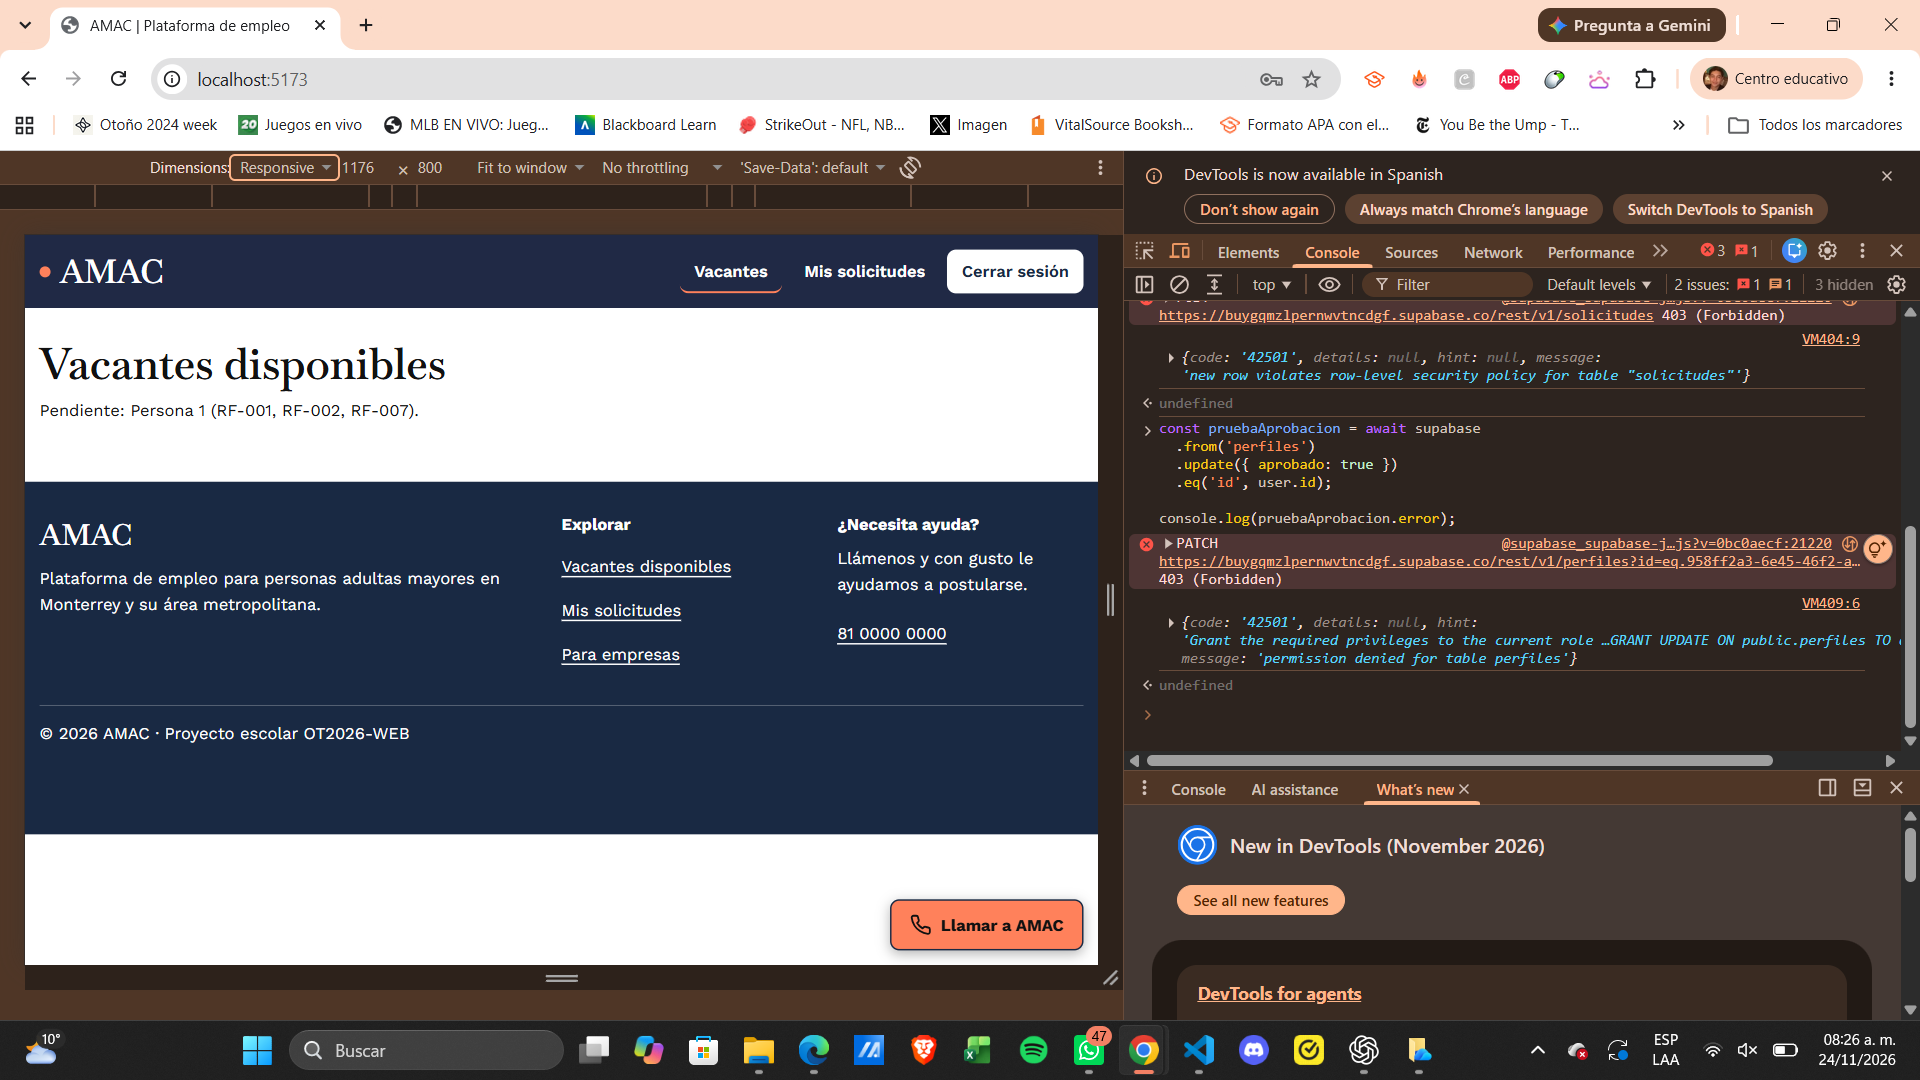 AMAC | Plataforma de empleo
Pregunta a Gemini
localhost:5173
ABP
Centro educativo
Otoño 2024 week
20 Juegos en vivo
MLB EN VIVO: Jueg...
Blackboard Learn
StrikeOut - NFL, NB...
Imagen
VitalSource Booksh...
Formato APA con el...
You Be the Ump - T...
Todos los marcadores
Dimensions: Responsive 1176 × 800 Fit to window No throttling 'Save-Data': default
AMAC
Vacantes
Mis solicitudes
Cerrar sesión
Vacantes disponibles
Pendiente: Persona 1 (RF-001, RF-002, RF-007).
AMAC
Plataforma de empleo para personas adultas mayores en
Monterrey y su área metropolitana.
Explorar
Vacantes disponibles
Mis solicitudes
Para empresas
¿Necesita ayuda?
Llámenos y con gusto le
ayudamos a postularse.
81 0000 0000
© 2026 AMAC · Proyecto escolar OT2026-WEB
Llamar a AMAC
DevTools is now available in Spanish
Don't show again
Always match Chrome's language
Switch DevTools to Spanish
Elements Console Sources Network Performance 3 1
top Filter Default levels 2 issues: 1 1 3 hidden
https://buygqmzlpernwvtncdgf.supabase.co/rest/v1/solicitudes 403 (Forbidden)
VM404:9
{code: '42501', details: null, hint: null, message:
'new row violates row-level security policy for table "solicitudes"'}
undefined
const pruebaAprobacion = await supabase
.from('perfiles')
.update({ aprobado: true })
.eq('id', user.id);
console.log(pruebaAprobacion.error);
PATCH @supabase_supabase-j…js?v=0bc0aecf:21220
https://buygqmzlpernwvtncdgf.supabase.co/rest/v1/perfiles?id=eq.958ff2a3-6e45-46f2-a…
403 (Forbidden)
VM409:6
{code: '42501', details: null, hint:
'Grant the required privileges to the current role …GRANT UPDATE ON public.perfiles TO
message: 'permission denied for table perfiles'}
undefined
Console AI assistance What's new
New in DevTools (November 2026)
See all new features
DevTools for agents
10°
Buscar
47
ESP
LAA
08:26 a. m.
24/11/2026